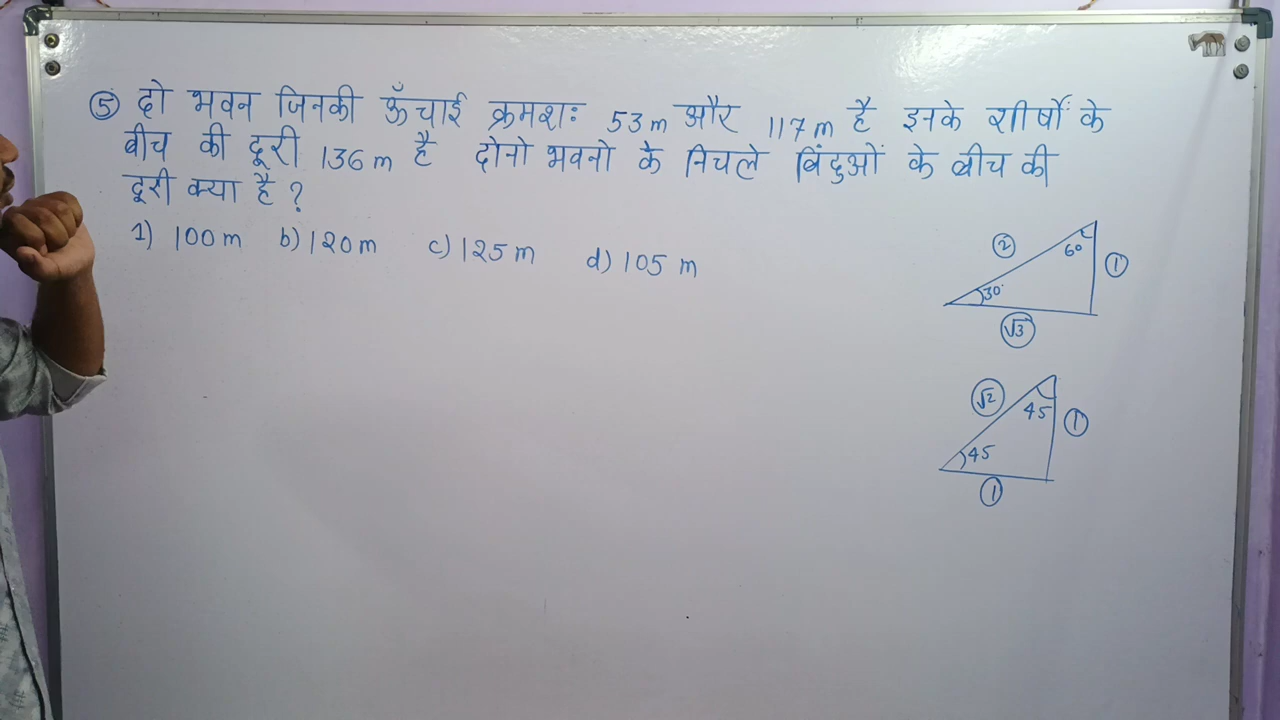 ⑤ दो भवन जिनकी ऊँचाई क्रमशः 53 m और 117 m है इनके शीर्षों के
बीच की दूरी 136 m है दोनो भवनो के निचले बिंदुओं के बीच की
दूरी क्या है ?
1) 100 m b) 120 m c) 125 m d) 105 m
② 60 ①
30°
√3
√2 45 ①
45
①